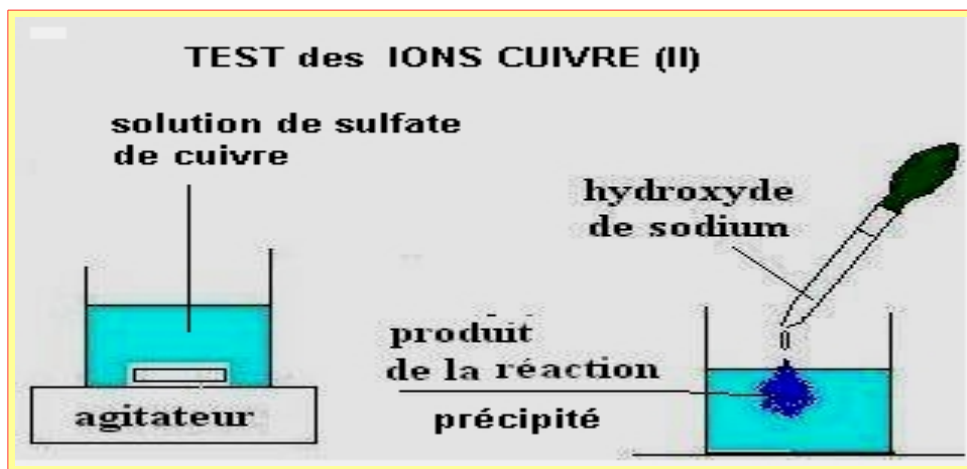 TEST des IONS CUIVRE (II)
solution de sulfate
de cuivre
hydroxyde
de sodium
produit
de la réaction
précipité
agitateur